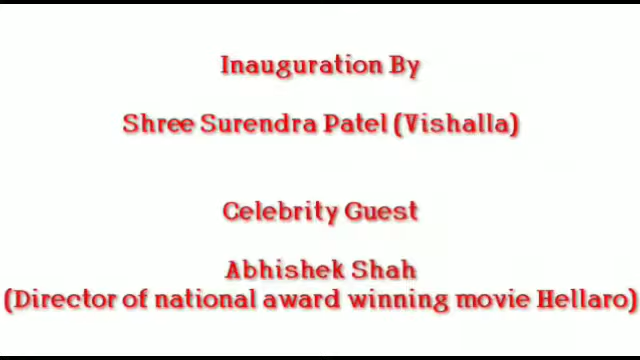 Inauguration By
Shree Surendra Patel (Vishalla)
Celebrity Guest
Abhishek Shah
(Director of national award winning movie Hellaro)